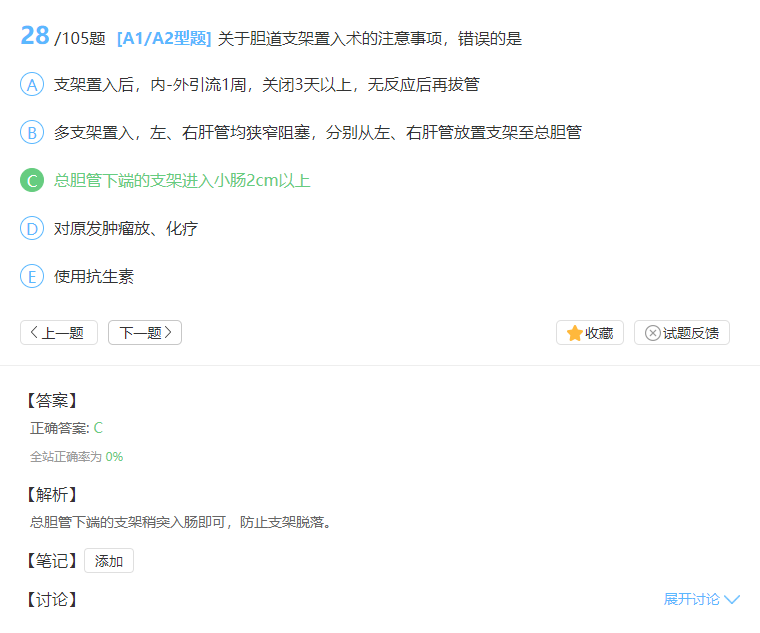 28 /105题 [A1/A2型题] 关于胆道支架置入术的注意事项，错误的是
A 支架置入后，内-外引流1周，关闭3天以上，无反应后再拔管
B 多支架置入，左、右肝管均狭窄阻塞，分别从左、右肝管放置支架至总胆管
C 总胆管下端的支架进入小肠2cm以上
D 对原发肿瘤放、化疗
E 使用抗生素
上一题 下一题 收藏 试题反馈
【答案】
正确答案: C
全站正确率为 0%
【解析】
总胆管下端的支架稍突入肠即可，防止支架脱落。
【笔记】 添加
【讨论】 展开讨论